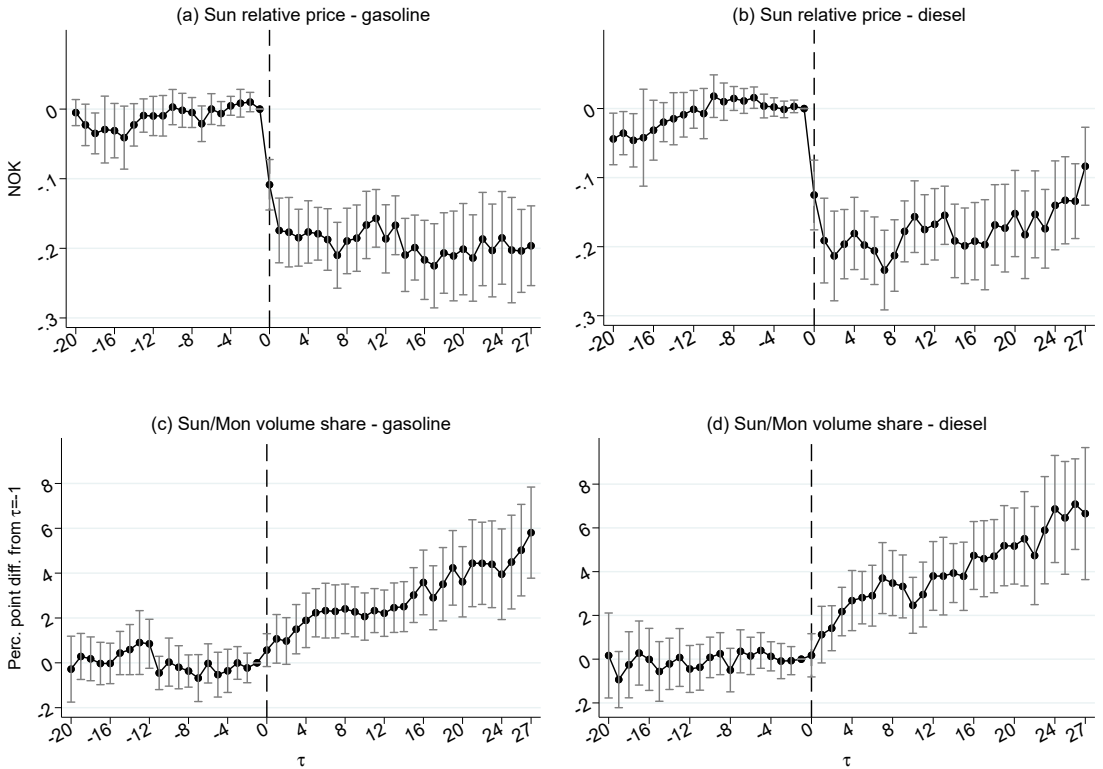 (a) Sun relative price - gasoline
NOK
0
-.1
-.2
-.3
-20 -16 -12 -8 -4 0 4 8 12 16 20 24 27
(b) Sun relative price - diesel
0
-.1
-.2
-.3
-20 -16 -12 -8 -4 0 4 8 12 16 20 24 27
(c) Sun/Mon volume share - gasoline
Perc. point diff. from τ=-1
8
6
4
2
0
-2
-20 -16 -12 -8 -4 0 4 8 12 16 20 24 27
τ
(d) Sun/Mon volume share - diesel
8
6
4
2
0
-2
-20 -16 -12 -8 -4 0 4 8 12 16 20 24 27
τ